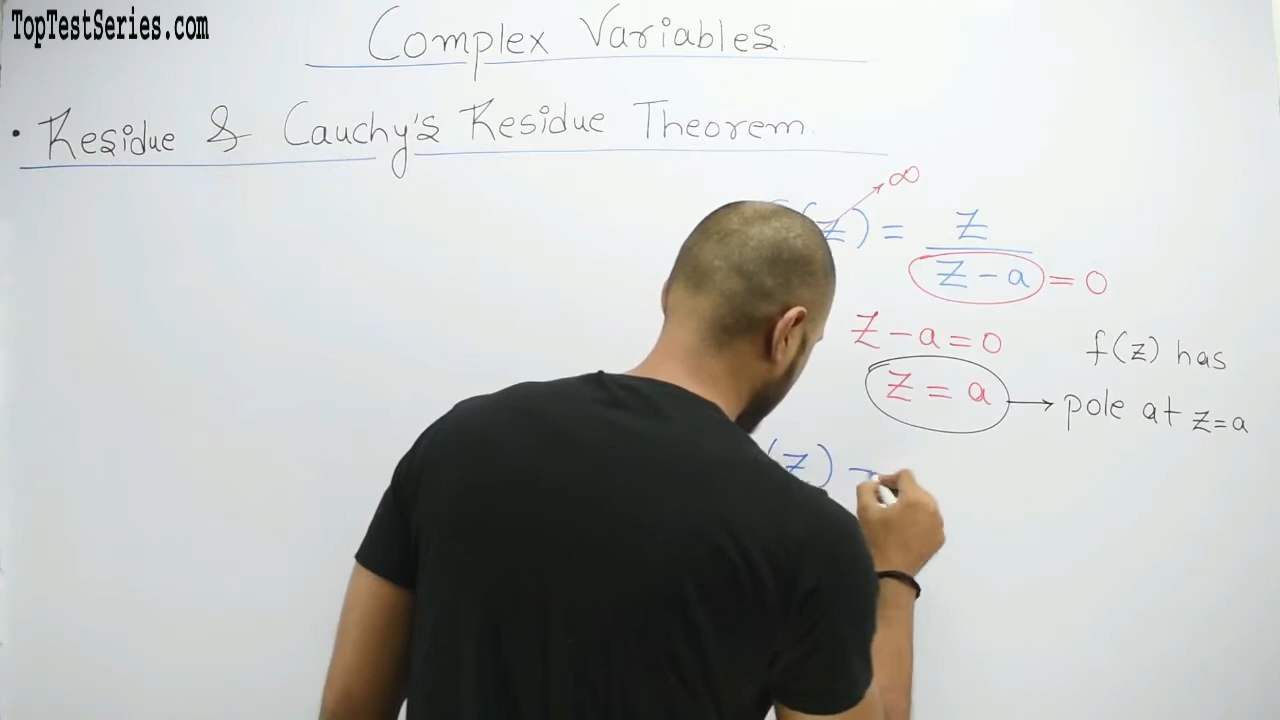 TopTestSeries.com
Complex Variables.
• Residue & Cauchy's Residue Theorem.
∞
(z) = z
z - a = 0
z - a = 0
z = a → pole at z=a
f(z) has
(z)